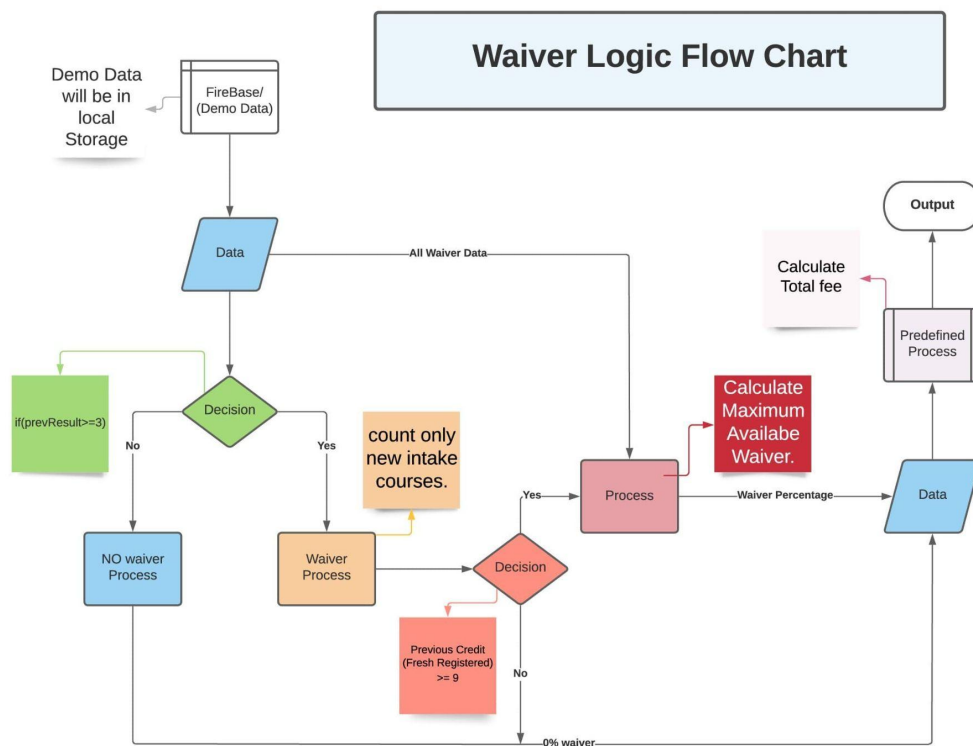 Waiver Logic Flow Chart
Demo Data
will be in
local
Storage
FireBase/
(Demo Data)
Data
All Waiver Data
Output
Calculate
Total fee
Predefined
Process
if(prevResult>=3)
Decision
No
Yes
count only
new intake
courses.
Calculate
Maximum
Availabe
Waiver.
Yes
Process
Waiver Percentage
Data
NO waiver
Process
Waiver
Process
Decision
Previous Credit
(Fresh Registered)
>= 9
No
0% waiver